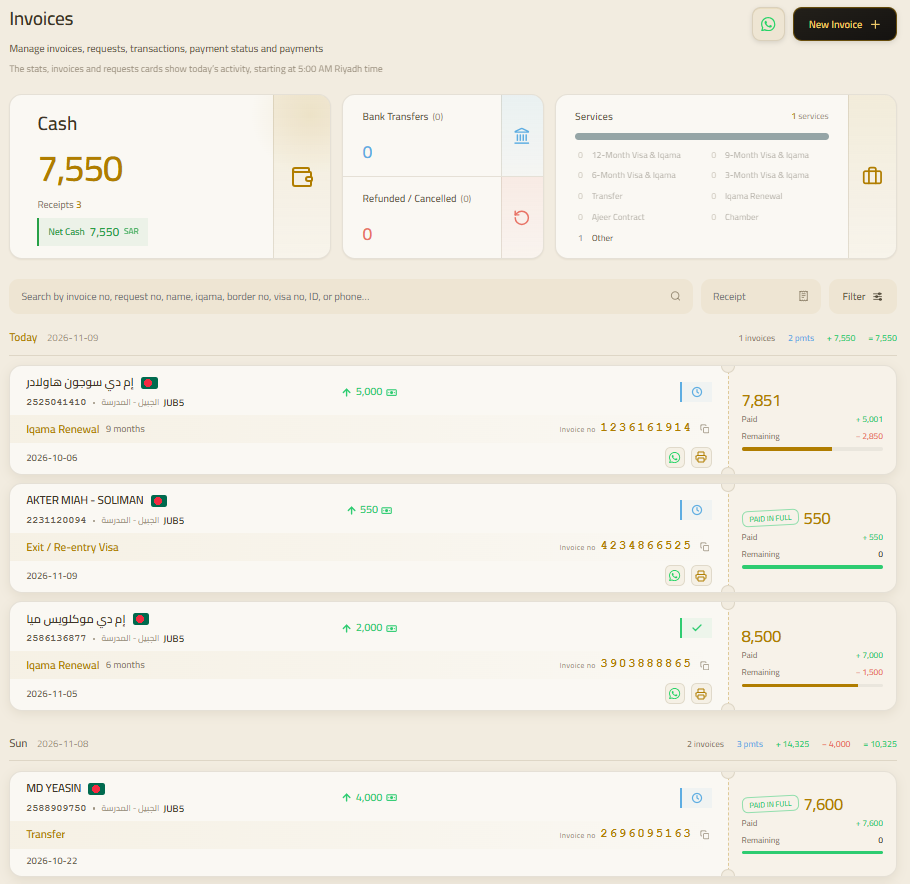 Invoices
New Invoice +
Manage invoices, requests, transactions, payment status and payments
The stats, invoices and requests cards show today's activity, starting at 5:00 AM Riyadh time
Cash
7,550
Receipts 3
Net Cash 7,550 SAR
Bank Transfers (0)
0
Refunded / Cancelled (0)
0
Services 1 services
0 12-Month Visa & Iqama 0 9-Month Visa & Iqama
0 6-Month Visa & Iqama 0 3-Month Visa & Iqama
0 Transfer 0 Iqama Renewal
0 Ajeer Contract 0 Chamber
1 Other
Search by invoice no, request no, name, iqama, border no, visa no, ID, or phone...
Receipt
Filter
Today 2026-11-09 1 invoices 2 pmts + 7,550 = 7,550
إم دي سوجون هاولادر
2525041410 • الجبيل - المدرسة JUB5
5,000
Iqama Renewal 9 months
Invoice no 1236161914
2026-10-06
7,851
Paid + 5,001
Remaining − 2,850
AKTER MIAH - SOLIMAN
2231120094 • الجبيل - المدرسة JUB5
550
Exit / Re-entry Visa
Invoice no 4234866525
2026-11-09
PAID IN FULL 550
Paid + 550
Remaining 0
إم دي موكلويس ميا
2586136877 • الجبيل - المدرسة JUB5
2,000
Iqama Renewal 6 months
Invoice no 3903888865
2026-11-05
8,500
Paid + 7,000
Remaining − 1,500
Sun 2026-11-08 2 invoices 3 pmts + 14,325 − 4,000 = 10,325
MD YEASIN
2588909750 • الجبيل - المدرسة JUB5
4,000
Transfer
Invoice no 2696095163
2026-10-22
PAID IN FULL 7,600
Paid + 7,600
Remaining 0